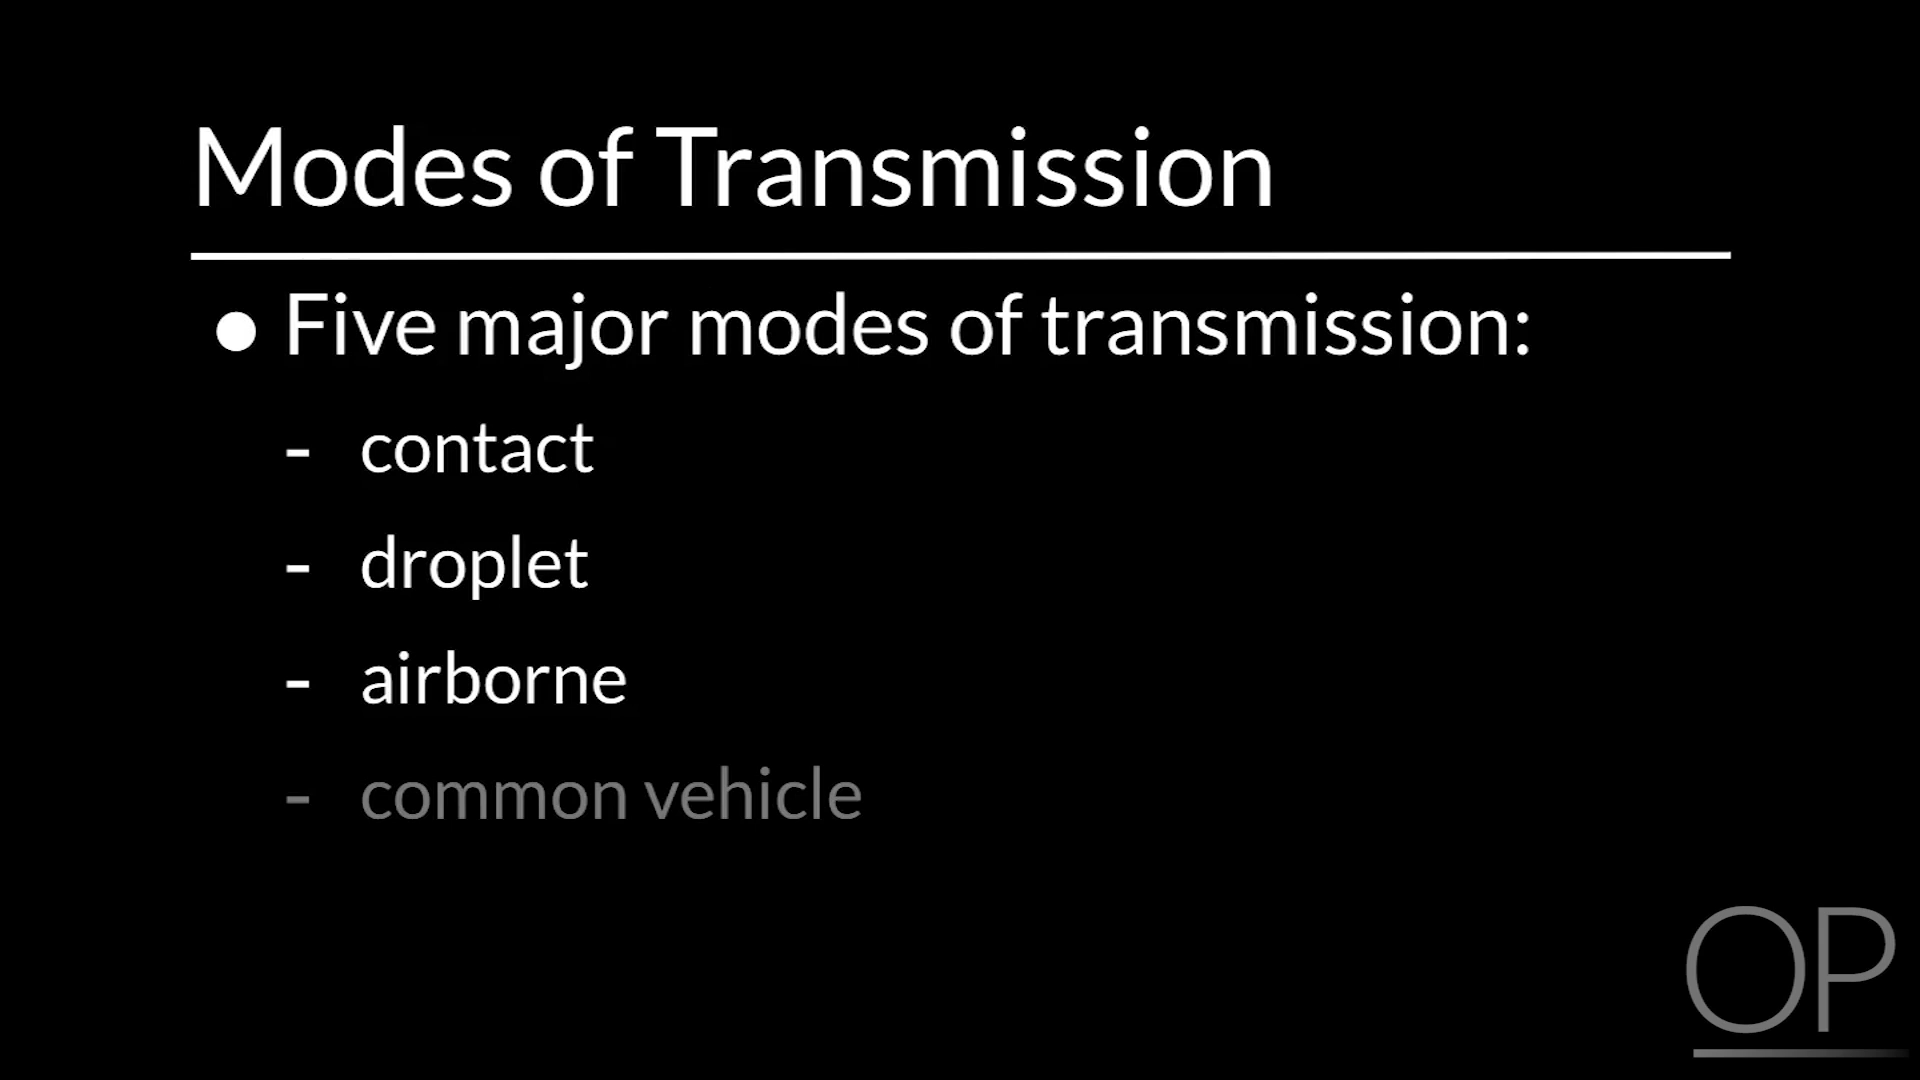 Modes of Transmission
● Five major modes of transmission:
- contact
- droplet
- airborne
- common vehicle
OP